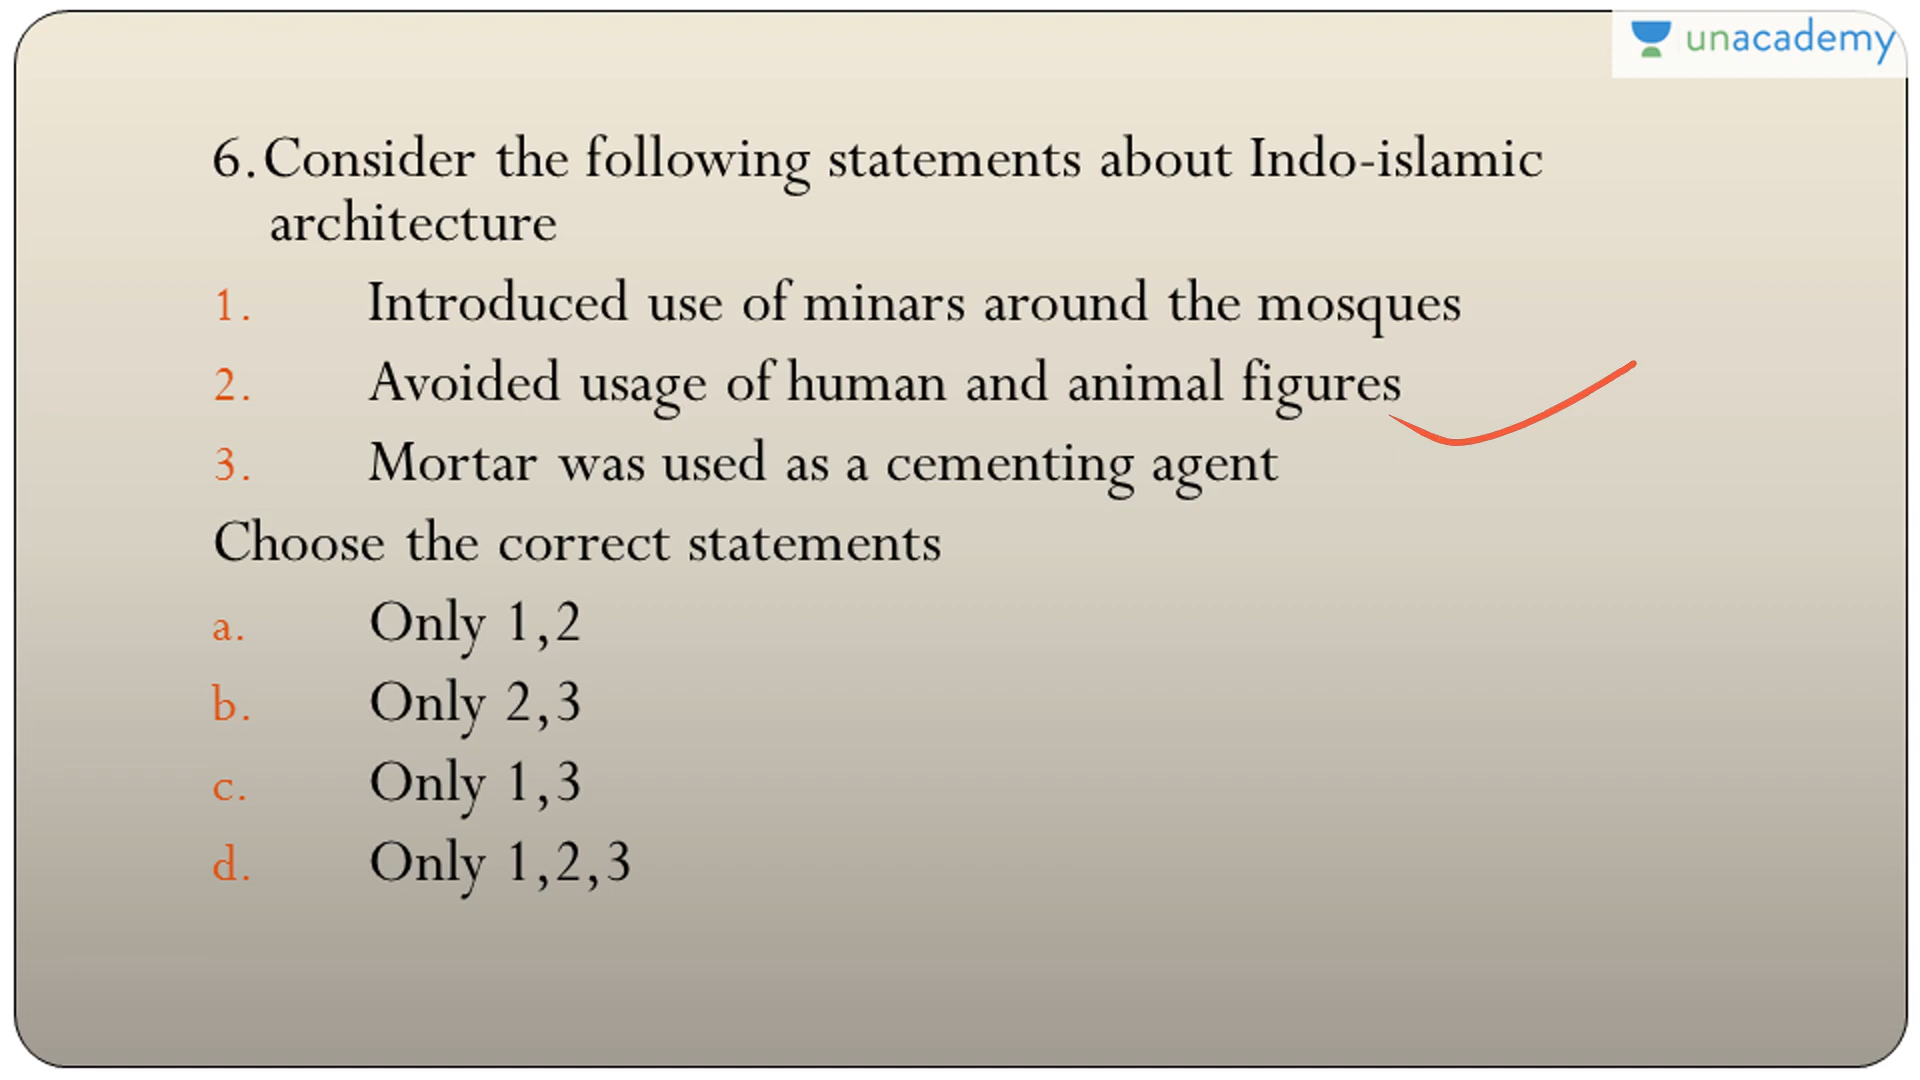 unacademy
6. Consider the following statements about Indo-islamic
architecture
1. Introduced use of minars around the mosques
2. Avoided usage of human and animal figures
3. Mortar was used as a cementing agent
Choose the correct statements
a. Only 1,2
b. Only 2,3
c. Only 1,3
d. Only 1,2,3